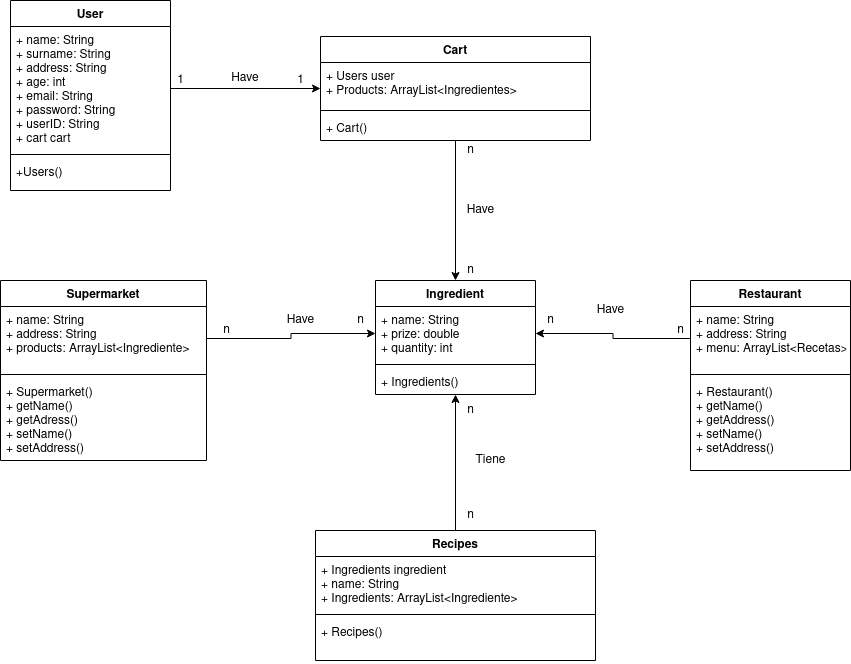 User
+ name: String
+ surname: String
+ address: String
+ age: int
+ email: String
+ password: String
+ userID: String
+ cart cart
+Users()
1
Have
1
Cart
+ Users user
+ Products: ArrayList<Ingredientes>
+ Cart()
n
Have
n
Supermarket
+ name: String
+ address: String
+ products: ArrayList<Ingrediente>
+ Supermarket()
+ getName()
+ getAdress()
+ setName()
+ setAddress()
n
Have
n
Ingredient
+ name: String
+ prize: double
+ quantity: int
+ Ingredients()
n
Have
n
Restaurant
+ name: String
+ address: String
+ menu: ArrayList<Recetas>
+ Restaurant()
+ getName()
+ getAddress()
+ setName()
+ setAddress()
n
Tiene
n
Recipes
+ Ingredients ingredient
+ name: String
+ Ingredients: ArrayList<Ingrediente>
+ Recipes()